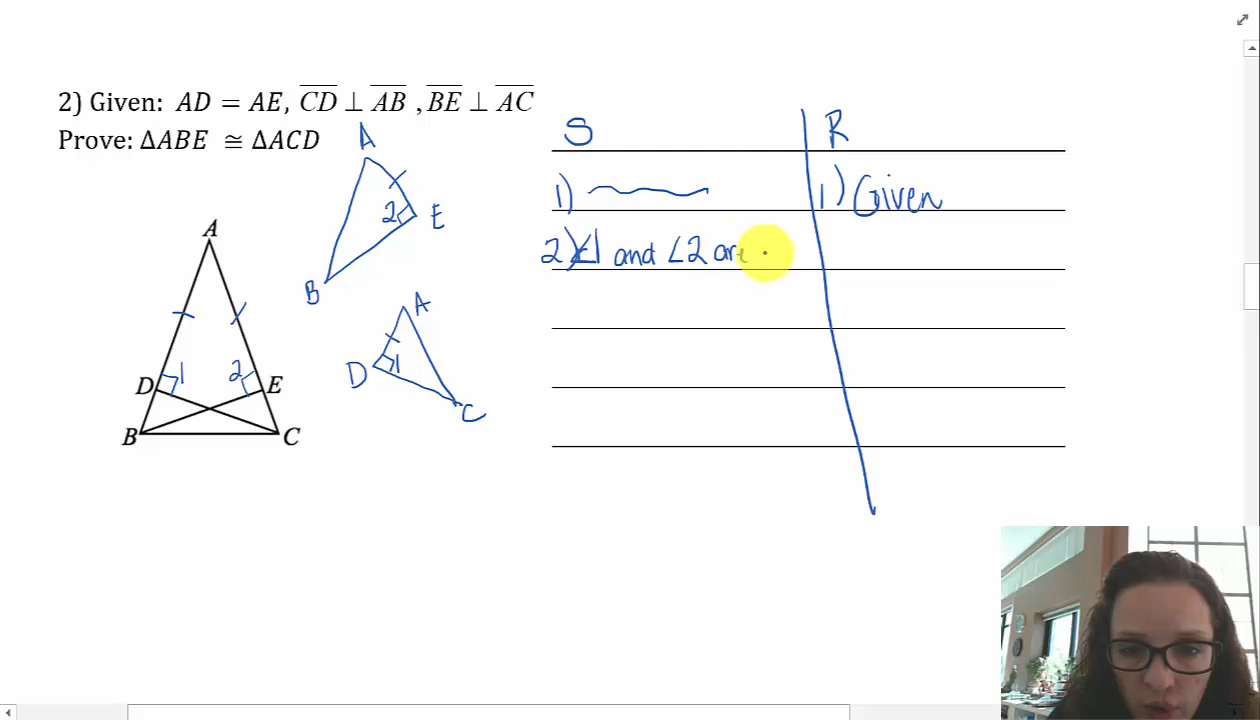 2) Given: AD = AE, CD ⊥ AB , BE ⊥ AC
Prove: ΔABE ≅ ΔACD
A
2
E
B
A
D
1
C
A
D
1
2
E
B
C
S
R
1)
1) Given
2) ∠1 and ∠2 are